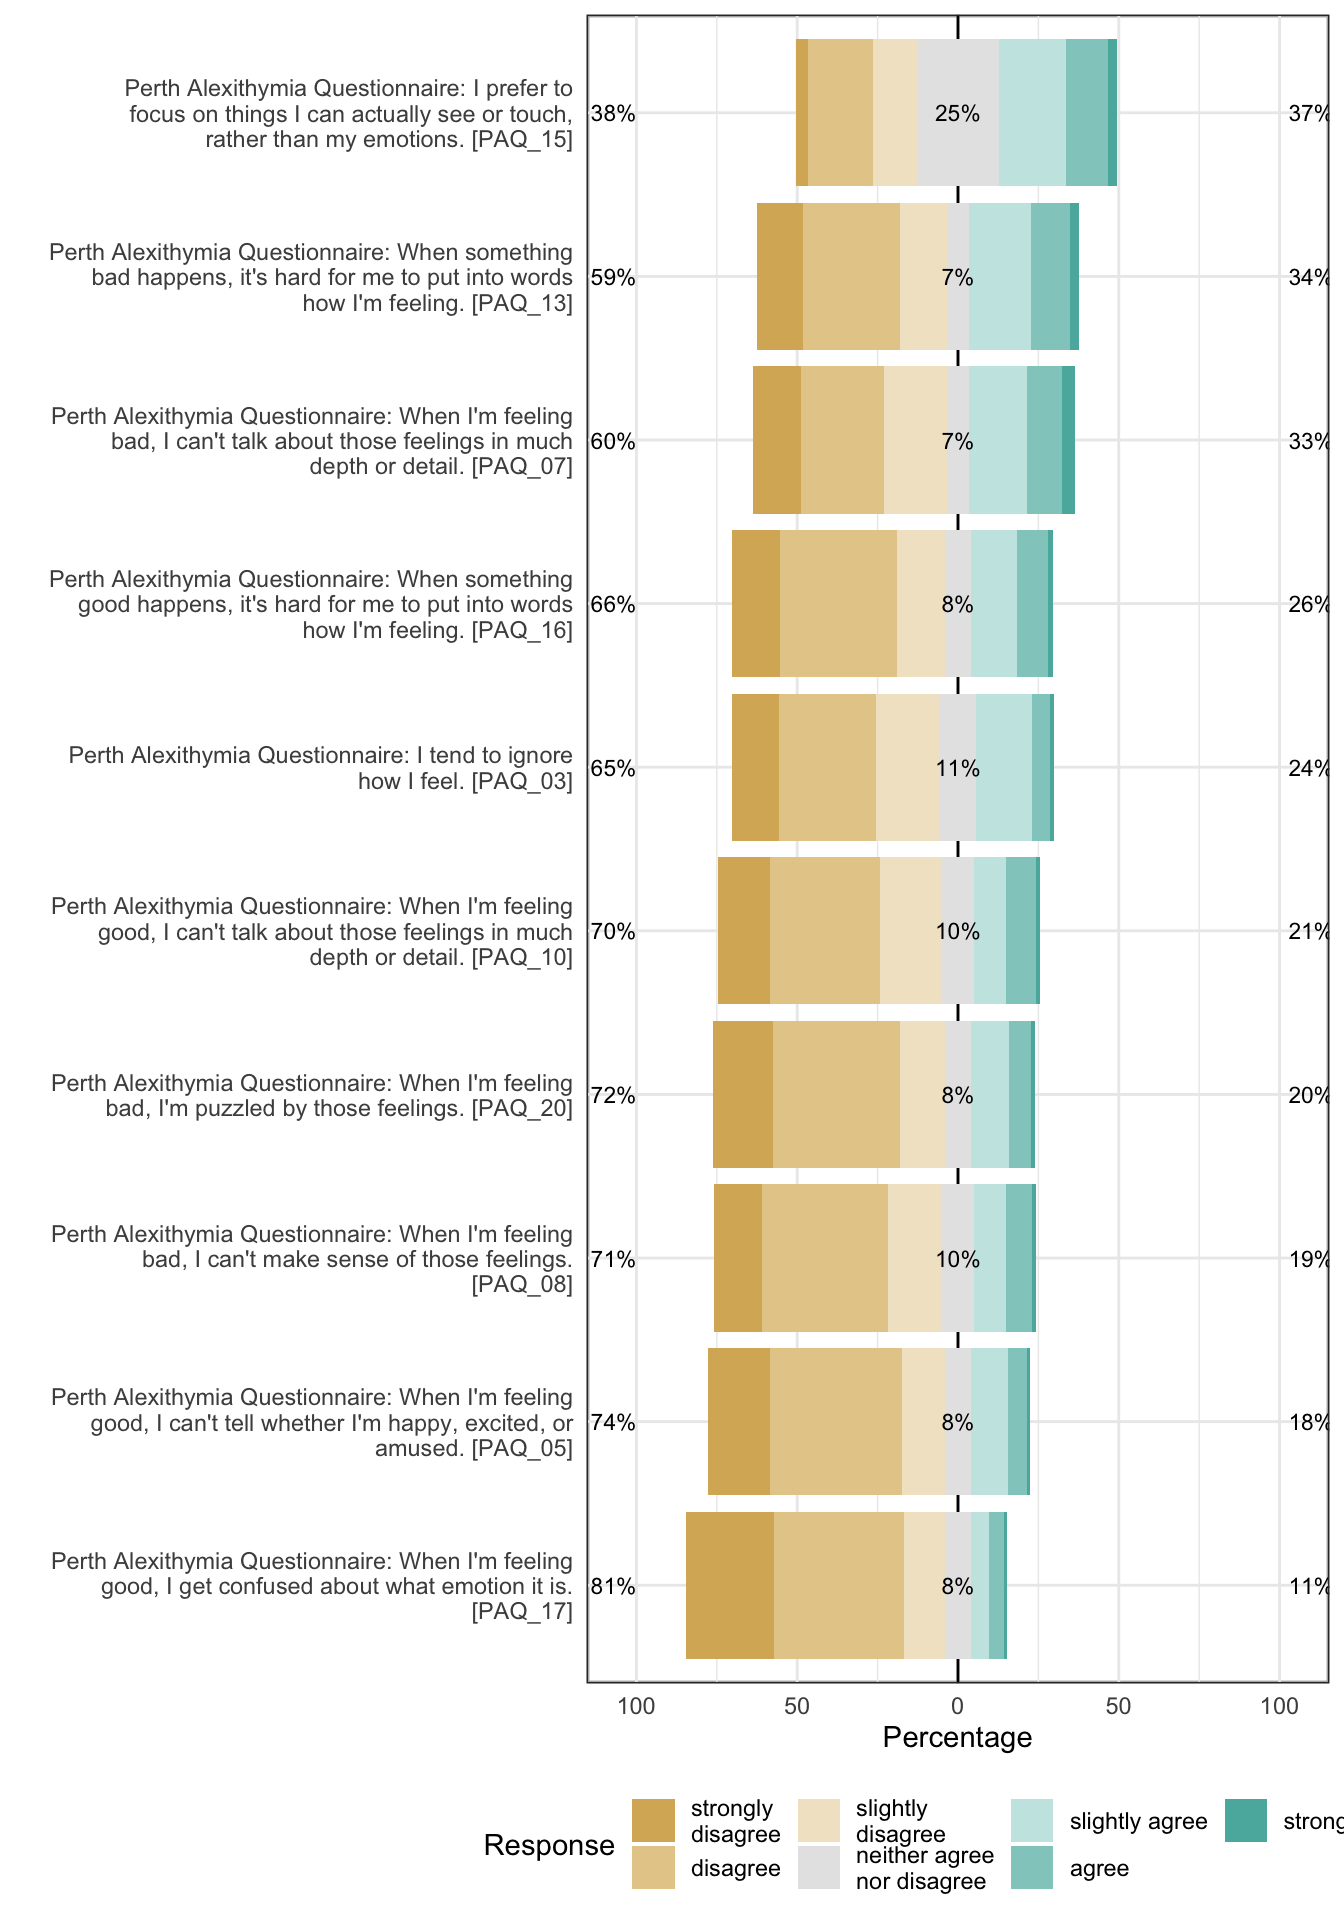 Perth Alexithymia Questionnaire: I prefer to
focus on things I can actually see or touch,
rather than my emotions. [PAQ_15]
38%
25%
37%
Perth Alexithymia Questionnaire: When something
bad happens, it's hard for me to put into words
how I'm feeling. [PAQ_13]
59%
7%
34%
Perth Alexithymia Questionnaire: When I'm feeling
bad, I can't talk about those feelings in much
depth or detail. [PAQ_07]
60%
7%
33%
Perth Alexithymia Questionnaire: When something
good happens, it's hard for me to put into words
how I'm feeling. [PAQ_16]
66%
8%
26%
Perth Alexithymia Questionnaire: I tend to ignore
how I feel. [PAQ_03]
65%
11%
24%
Perth Alexithymia Questionnaire: When I'm feeling
good, I can't talk about those feelings in much
depth or detail. [PAQ_10]
70%
10%
21%
Perth Alexithymia Questionnaire: When I'm feeling
bad, I'm puzzled by those feelings. [PAQ_20]
72%
8%
20%
Perth Alexithymia Questionnaire: When I'm feeling
bad, I can't make sense of those feelings.
[PAQ_08]
71%
10%
19%
Perth Alexithymia Questionnaire: When I'm feeling
good, I can't tell whether I'm happy, excited, or
amused. [PAQ_05]
74%
8%
18%
Perth Alexithymia Questionnaire: When I'm feeling
good, I get confused about what emotion it is.
[PAQ_17]
81%
8%
11%
100 50 0 50 100
Percentage
Response
strongly
disagree
disagree
slightly
disagree
neither agree
nor disagree
slightly agree
agree